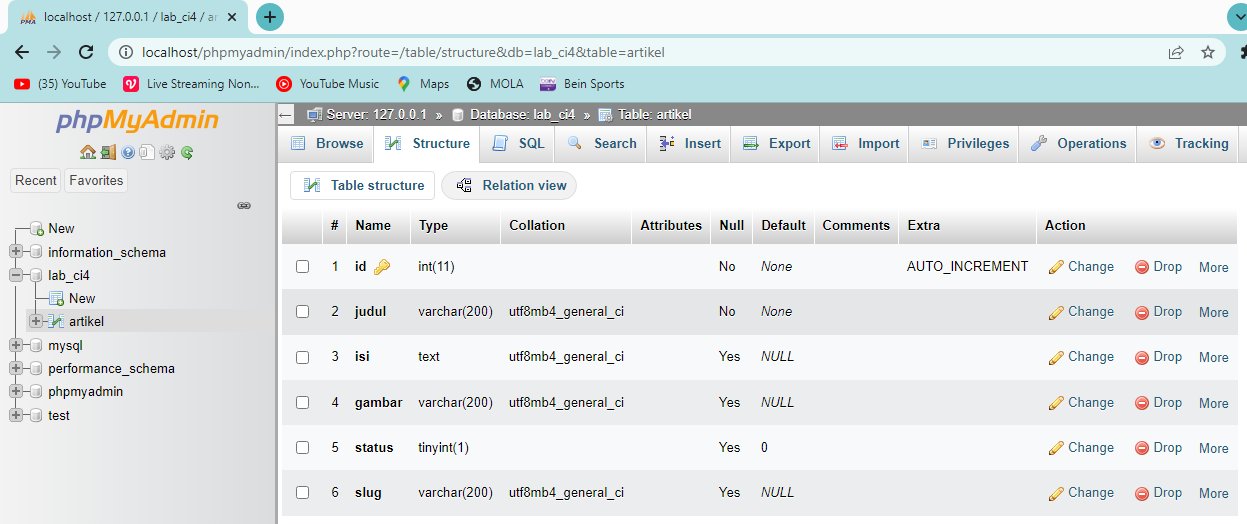 localhost / 127.0.0.1 / lab_ci4 / ar
localhost/phpmyadmin/index.php?route=/table/structure&db=lab_ci4&table=artikel
(35) YouTube Live Streaming Non... YouTube Music Maps MOLA Bein Sports
phpMyAdmin
Recent Favorites
New
information_schema
lab_ci4
New
artikel
mysql
performance_schema
phpmyadmin
test
Server: 127.0.0.1 » Database: lab_ci4 » Table: artikel
Browse Structure SQL Search Insert Export Import Privileges Operations Tracking
Table structure Relation view
# Name Type Collation Attributes Null Default Comments Extra Action
1 id int(11) No None AUTO_INCREMENT Change Drop More
2 judul varchar(200) utf8mb4_general_ci No None Change Drop More
3 isi text utf8mb4_general_ci Yes NULL Change Drop More
4 gambar varchar(200) utf8mb4_general_ci Yes NULL Change Drop More
5 status tinyint(1) Yes 0 Change Drop More
6 slug varchar(200) utf8mb4_general_ci Yes NULL Change Drop More